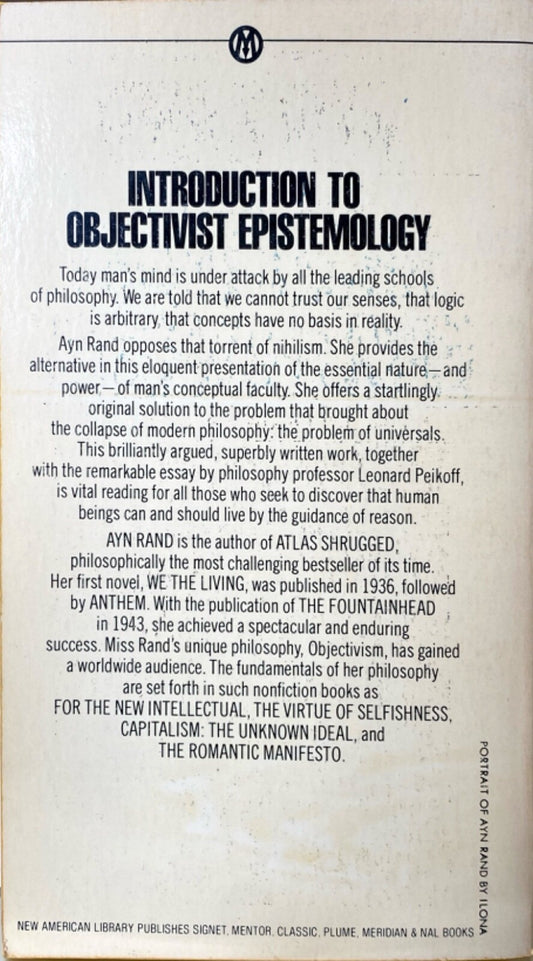 M
INTRODUCTION TO
OBJECTIVIST EPISTEMOLOGY
Today man's mind is under attack by all the leading schools
of philosophy. We are told that we cannot trust our senses, that logic
is arbitrary, that concepts have no basis in reality.
Ayn Rand opposes that torrent of nihilism. She provides the
alternative in this eloquent presentation of the essential nature—and
power—of man's conceptual faculty. She offers a startlingly
original solution to the problem that brought about
the collapse of modern philosophy: the problem of universals.
This brilliantly argued, superbly written work, together
with the remarkable essay by philosophy professor Leonard Peikoff,
is vital reading for all those who seek to discover that human
beings can and should live by the guidance of reason.
AYN RAND is the author of ATLAS SHRUGGED,
philosophically the most challenging bestseller of its time.
Her first novel, WE THE LIVING, was published in 1936, followed
by ANTHEM. With the publication of THE FOUNTAINHEAD
in 1943, she achieved a spectacular and enduring
success. Miss Rand's unique philosophy, Objectivism, has gained
a worldwide audience. The fundamentals of her philosophy
are set forth in such nonfiction books as
FOR THE NEW INTELLECTUAL, THE VIRTUE OF SELFISHNESS,
CAPITALISM: THE UNKNOWN IDEAL, and
THE ROMANTIC MANIFESTO.
PORTRAIT OF AYN RAND BY ILONA
NEW AMERICAN LIBRARY PUBLISHES SIGNET, MENTOR, CLASSIC, PLUME, MERIDIAN & NAL BOOKS